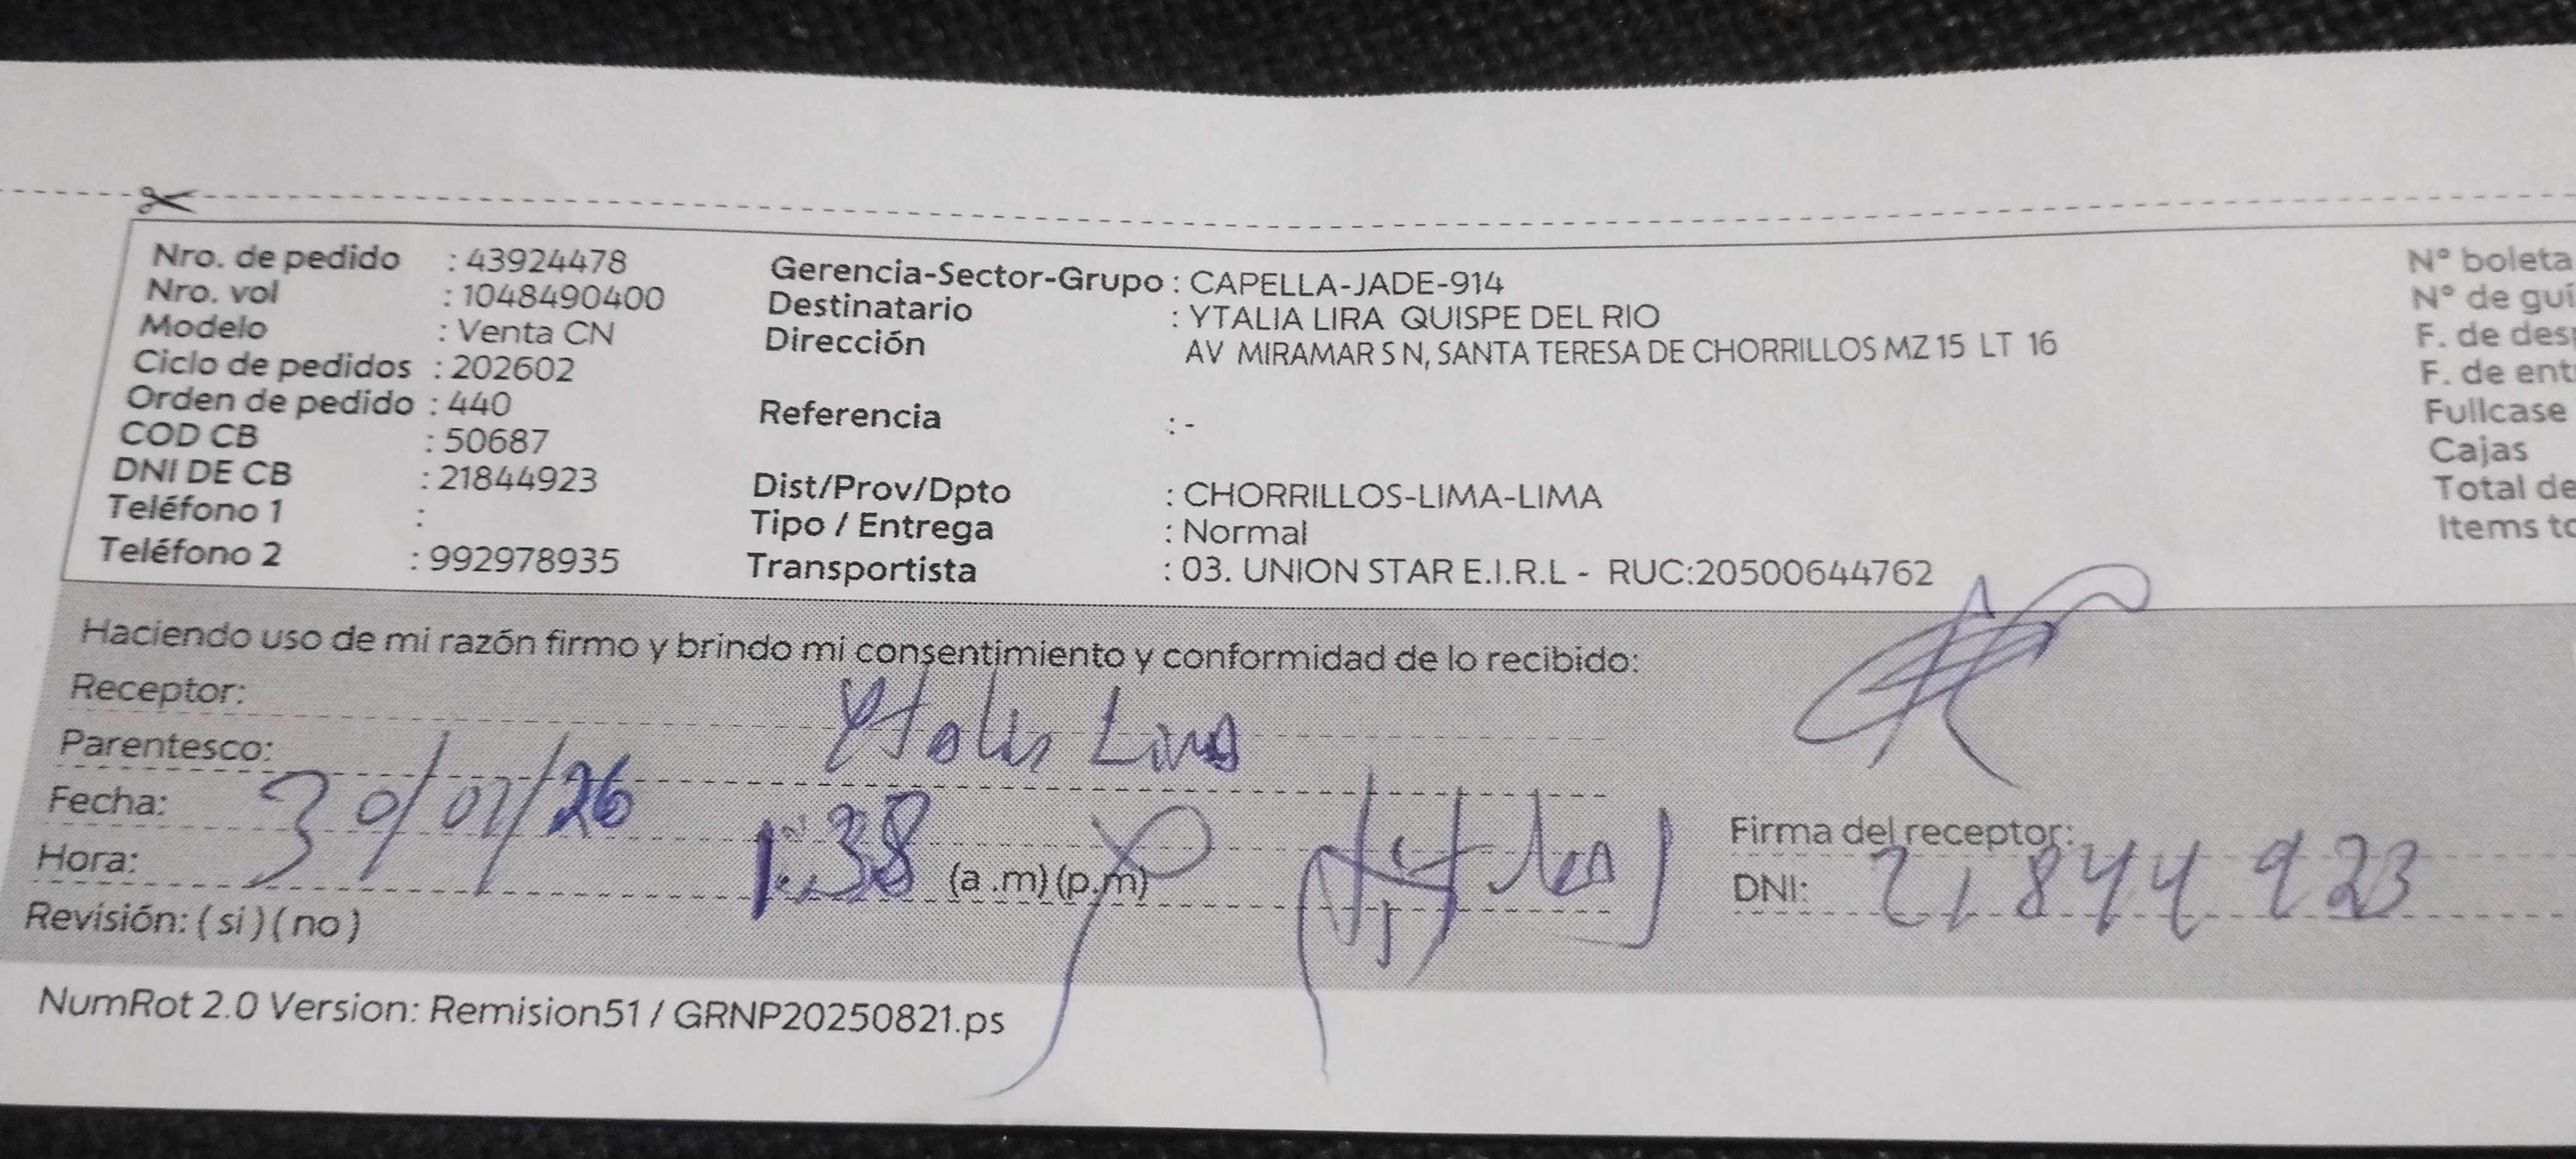 Nro. de pedido : 43924478
Nro. vol : 1048490400
Modelo : Venta CN
Ciclo de pedidos : 202602
Orden de pedido : 440
COD CB : 50687
DNI DE CB : 21844923
Teléfono 1 :
Teléfono 2 : 992978935
Gerencia-Sector-Grupo : CAPELLA-JADE-914
Destinatario : YTALIA LIRA QUISPE DEL RIO
Dirección AV MIRAMAR S N, SANTA TERESA DE CHORRILLOS MZ 15 LT 16
Referencia : -
Dist/Prov/Dpto : CHORRILLOS-LIMA-LIMA
Tipo / Entrega : Normal
Transportista : 03. UNION STAR E.I.R.L - RUC:20500644762
N° boleta
N° de guí
F. de des
F. de ent
Fullcase
Cajas
Total de
Items to
Haciendo uso de mi razón firmo y brindo mi consentimiento y conformidad de lo recibido:
Receptor: Ytalia Lira
Parentesco:
Fecha: 30/01/26
Hora: 1:38 (a .m) (p.m)
Revisión: ( si ) ( no )
Firma del receptor:
DNI: 21844923
NumRot 2.0 Version: Remision51 / GRNP20250821.ps